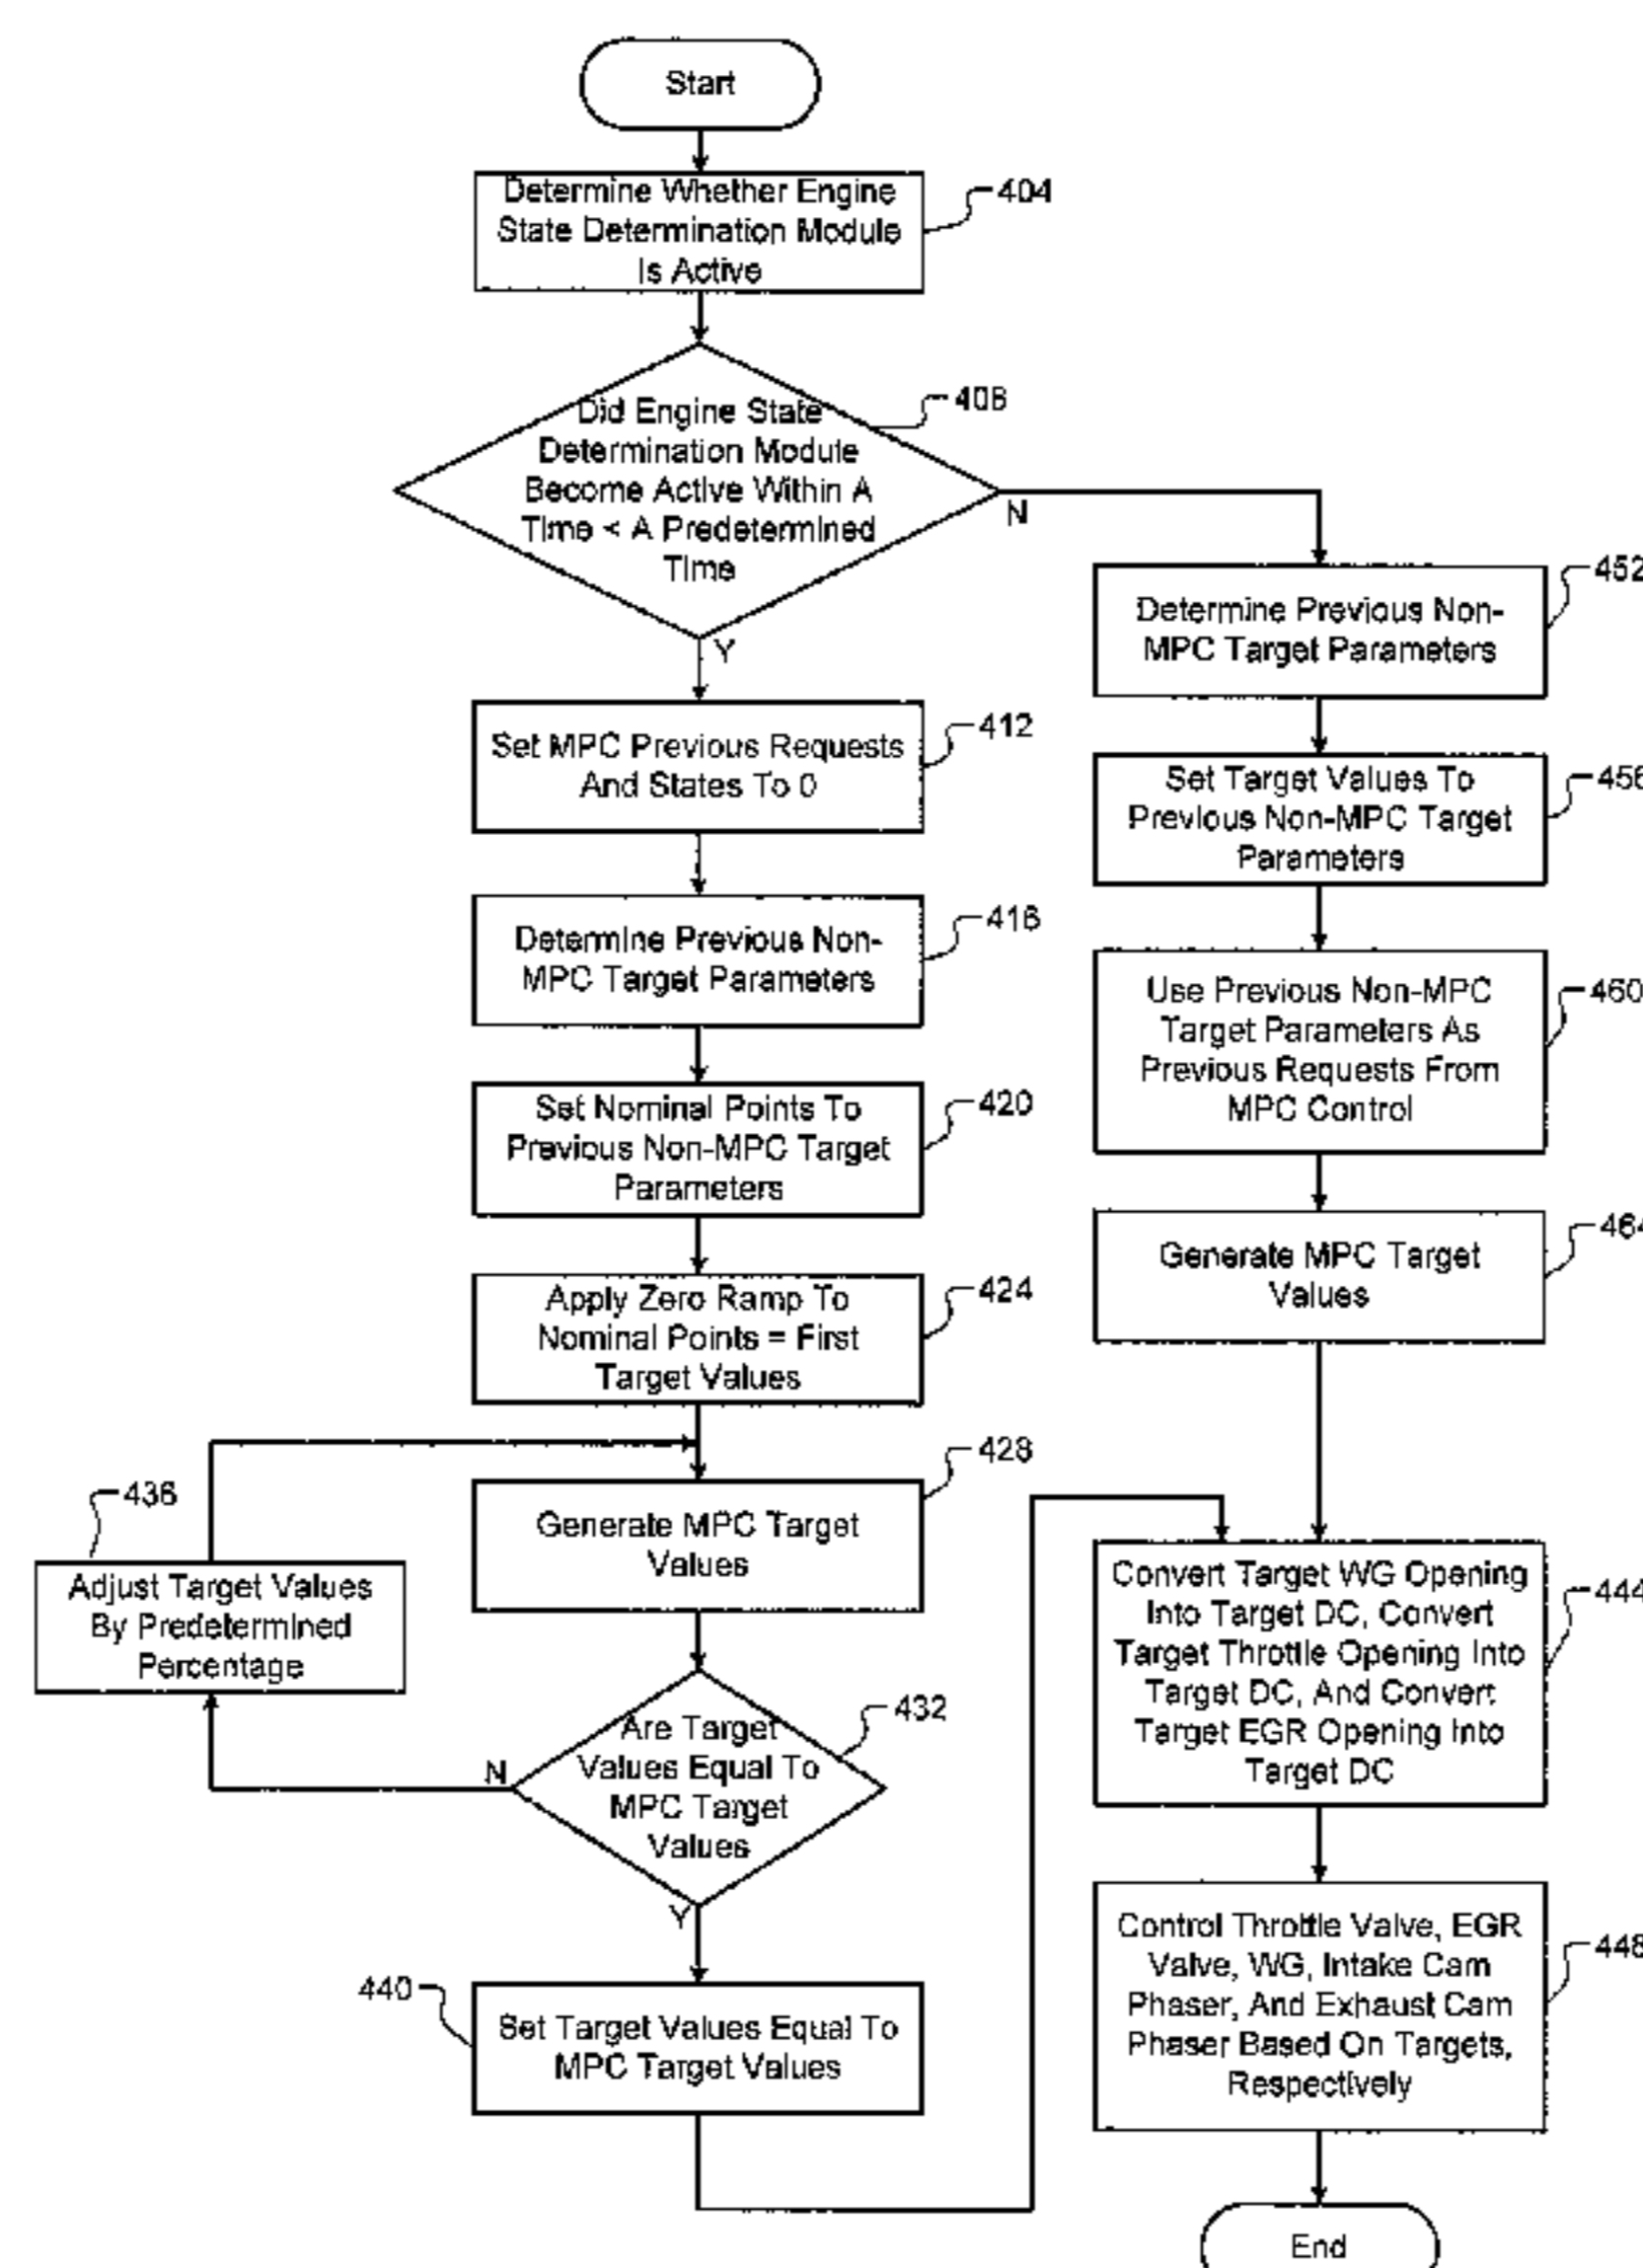 Start
Determine Whether Engine
State Determination Module
Is Active
404
Did Engine State
Determination Module
Become Active Within A
Time < A Predetermined
Time
408
N
Y
Set MPC Previous Requests
And States To 0
412
Determine Previous Non-
MPC Target Parameters
416
Set Nominal Points To
Previous Non-MPC Target
Parameters
420
Apply Zero Ramp To
Nominal Points = First
Target Values
424
Generate MPC Target
Values
428
436
Adjust Target Values
By Predetermined
Percentage
Are Target
Values Equal To
MPC Target
Values
432
N
Y
440
Set Target Values Equal To
MPC Target Values
Determine Previous Non-
MPC Target Parameters
452
Set Target Values To
Previous Non-MPC Target
Parameters
456
Use Previous Non-MPC
Target Parameters As
Previous Requests From
MPC Control
460
Generate MPC Target
Values
464
Convert Target WG Opening
Into Target DC, Convert
Target Throttle Opening Into
Target DC, And Convert
Target EGR Opening Into
Target DC
444
Control Throttle Valve, EGR
Valve, WG, Intake Cam
Phaser, And Exhaust Cam
Phaser Based On Targets,
Respectively
448
End